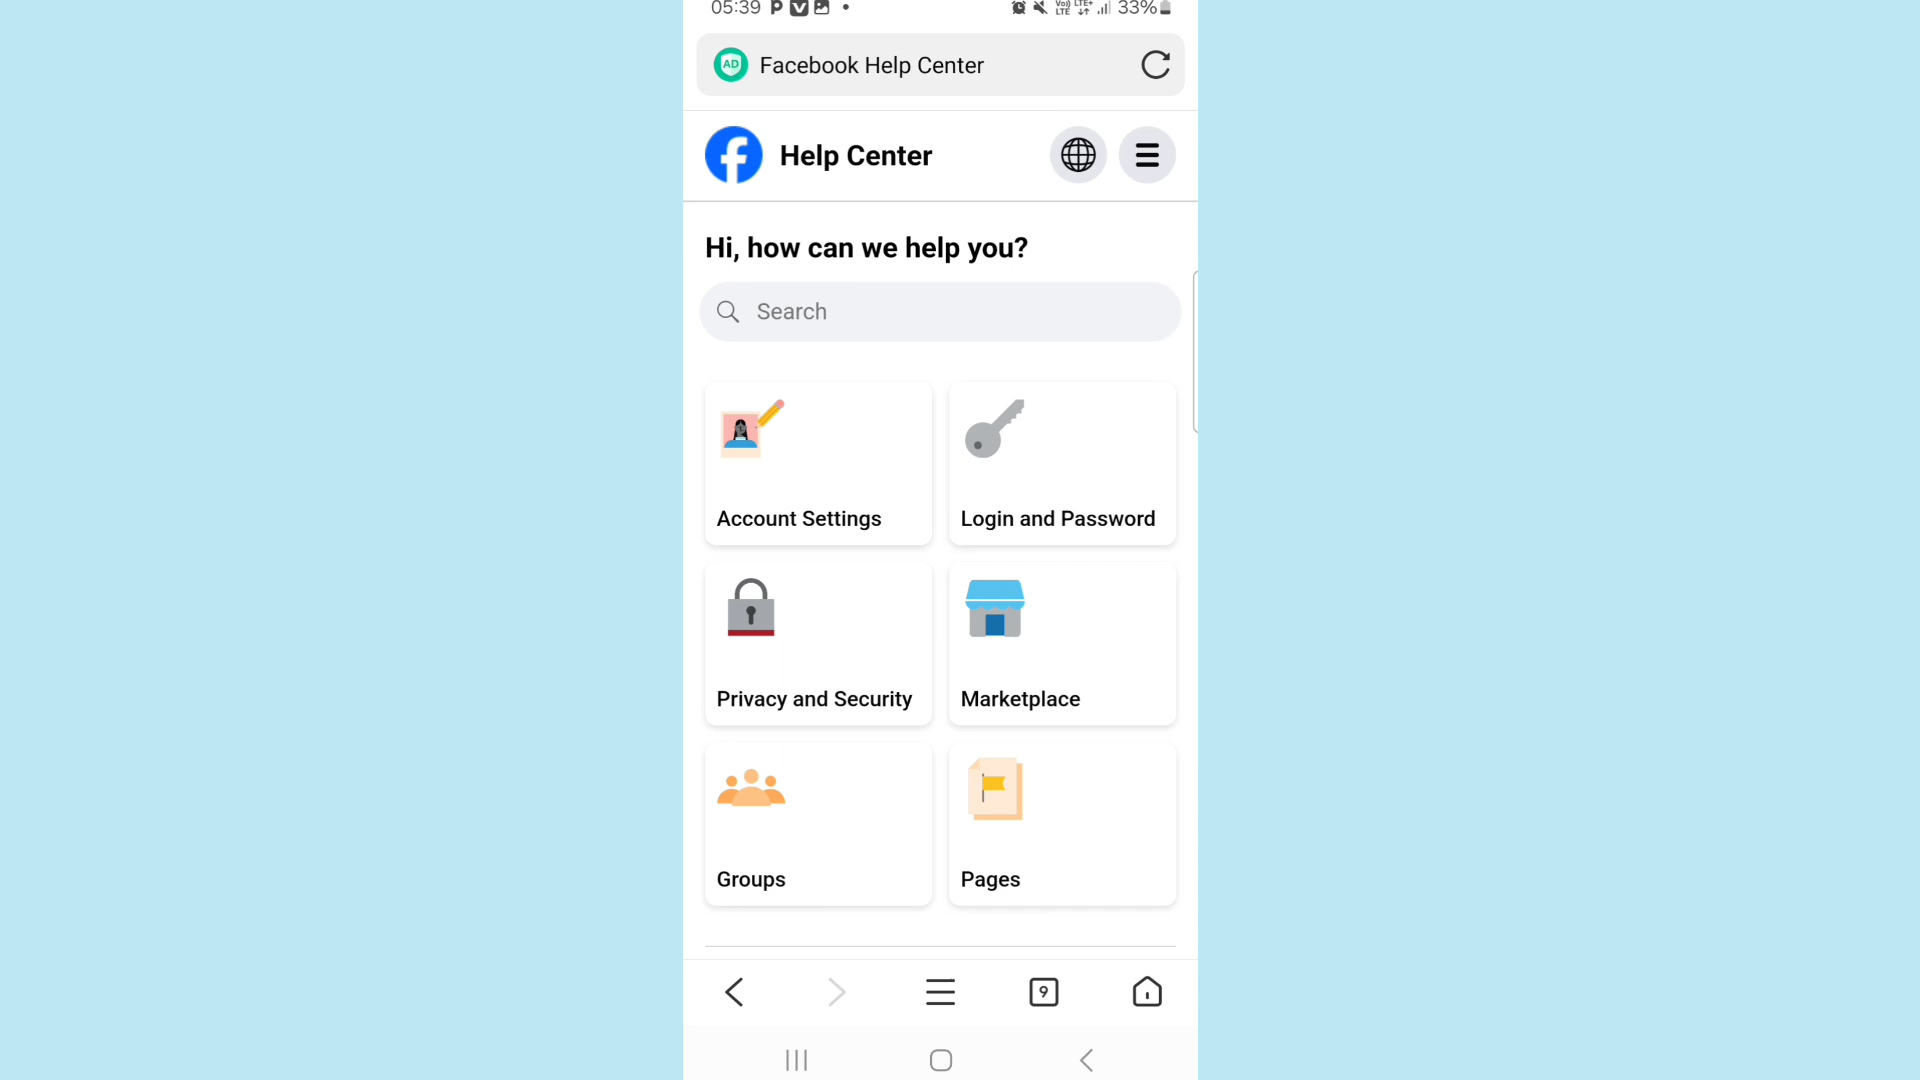 05:39 33%
AD Facebook Help Center
Help Center
Hi, how can we help you?
Search
Account Settings
Login and Password
Privacy and Security
Marketplace
Groups
Pages
9